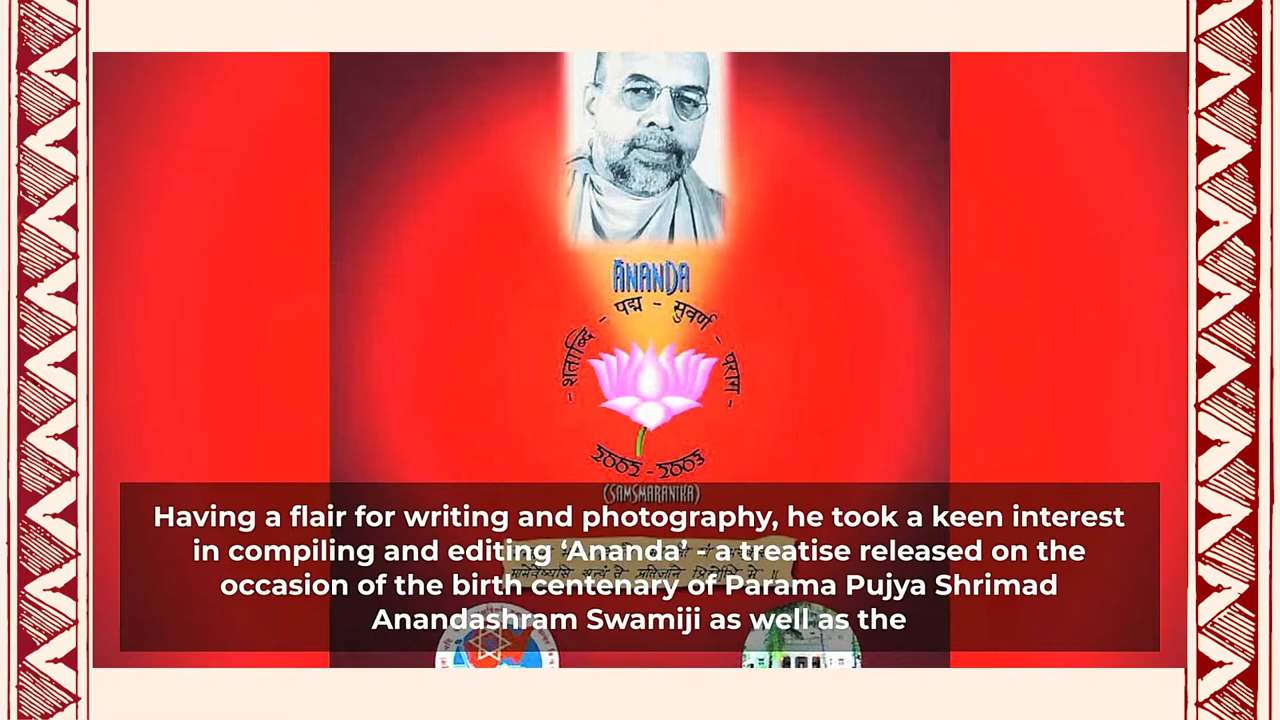 ĀNANDA
- शताब्दि - पद्म - सुवर्ण - पराग -
2002 - 2003
(SAMSMARANIKA)
Having a flair for writing and photography, he took a keen interest
in compiling and editing ‘Ananda’ - a treatise released on the
occasion of the birth centenary of Parama Pujya Shrimad
Anandashram Swamiji as well as the